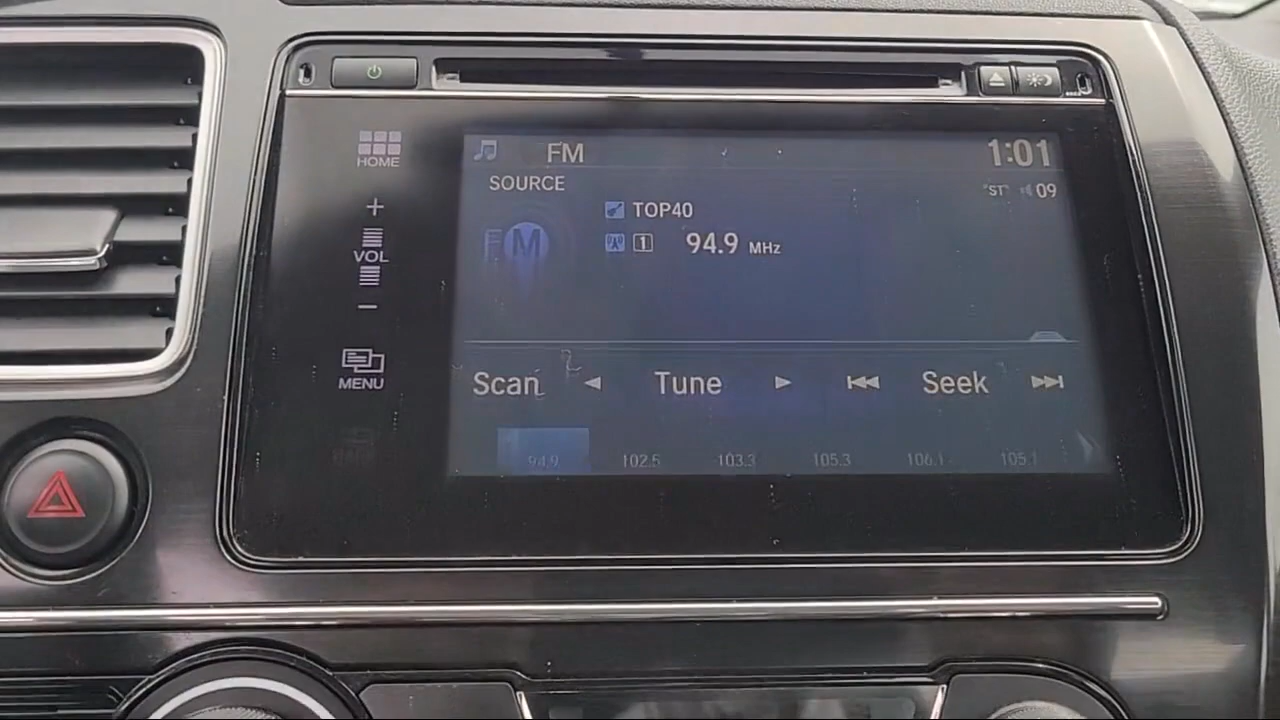 HOME
+
VOL
−
MENU
FM
1:01
SOURCE
"ST" 09
TOP40
FM
1 94.9 MHz
Scan Tune Seek
94.9 102.5 103.3 105.3 106.1 105.1